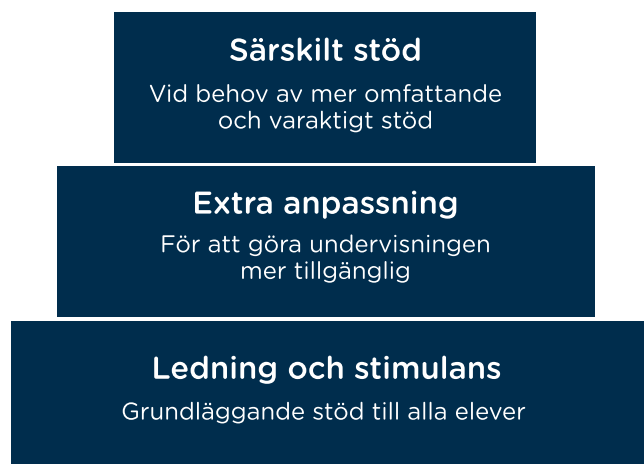 Särskilt stöd
Vid behov av mer omfattande
och varaktigt stöd
Extra anpassning
För att göra undervisningen
mer tillgänglig
Ledning och stimulans
Grundläggande stöd till alla elever